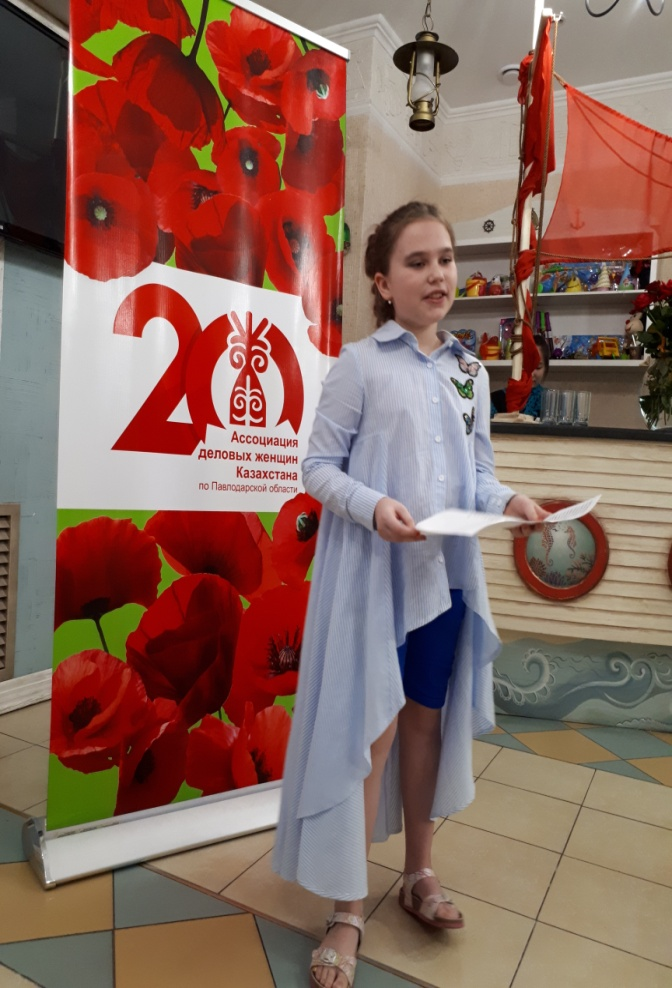 20
Ассоциация
деловых женщин
Казахстана
по Павлодарской области